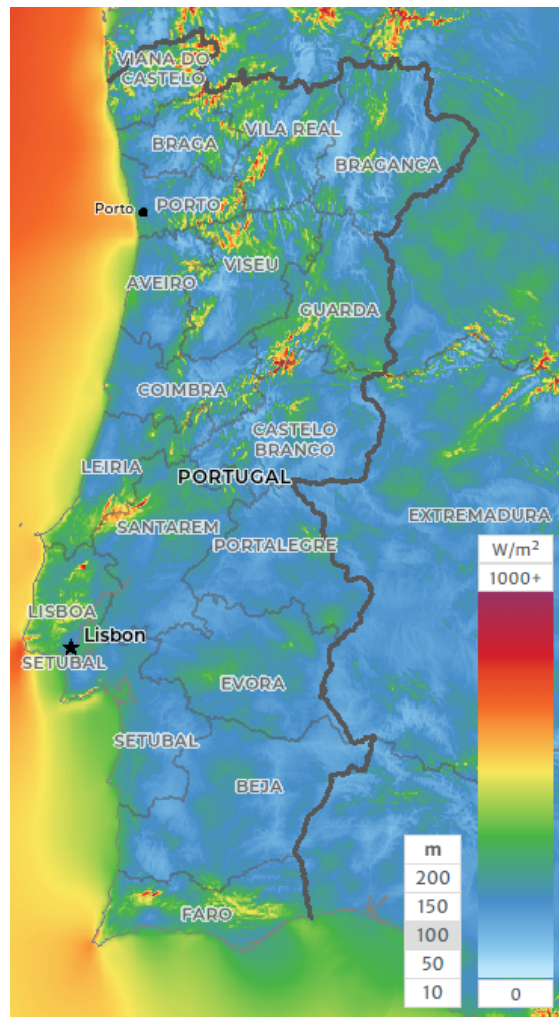 VIANA DO
CASTELO
VILA REAL
BRAGA
BRAGANCA
Porto
PORTO
VISEU
AVEIRO
GUARDA
COIMBRA
CASTELO
BRANCO
LEIRIA
PORTUGAL
SANTAREM
EXTREMADURA
PORTALEGRE
W/m²
1000+
LISBOA
Lisbon
SETUBAL
EVORA
SETUBAL
BEJA
m
200
150
FARO
100
50
10
0